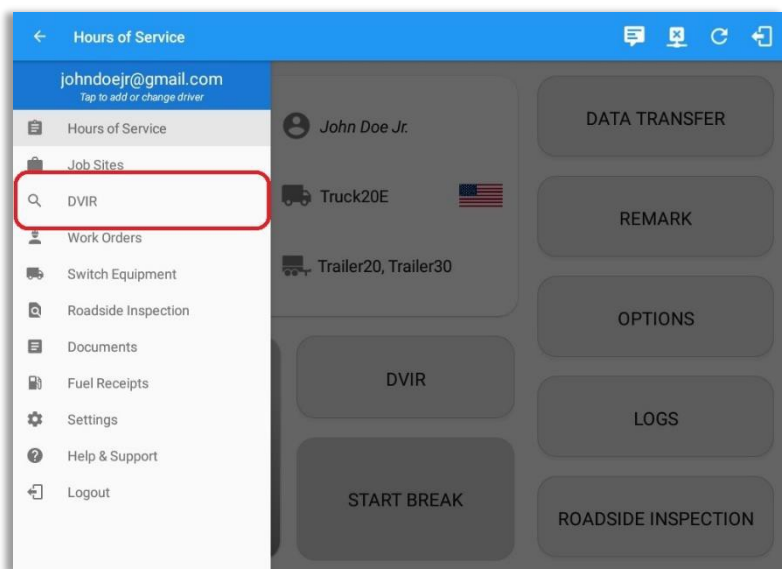 Hours of Service
johndoejr@gmail.com
Tap to add or change driver
Hours of Service
Job Sites
DVIR
Work Orders
Switch Equipment
Roadside Inspection
Documents
Fuel Receipts
Settings
Help & Support
Logout
John Doe Jr.
Truck20E
Trailer20, Trailer30
DVIR
START BREAK
DATA TRANSFER
REMARK
OPTIONS
LOGS
ROADSIDE INSPECTION